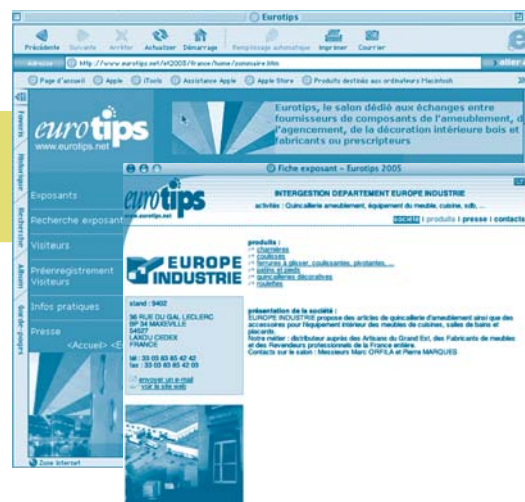 Eurotips
Précédente Suivante Arrêter Actualiser Démarrage Remplissage automatique Imprimer Courrier
Adresse http://www.eurotips.net/et2005/france/home/sommaire.htm aller
Page d'accueil Apple iTools Assistance Apple Apple Store Produits destinés aux ordinateurs Macintosh
Favoris
Historique
Recherche
Album
Garde-pages
eurotips
www.eurotips.net
Eurotips, le salon dédié aux échanges entre
fournisseurs de composants de l'ameublement, d
l'agencement, de la décoration intérieure bois et
fabricants ou prescripteurs
Exposants
Recherche exposant
Visiteurs
Préenregistrement
Visiteurs
Infos pratiques
Presse
<Accueil> <E
Zone Internet
Fiche exposant – Eurotips 2005
eurotips
www.eurotips.net
INTERGESTION DEPARTEMENT EUROPE INDUSTRIE
activités : Quincaillerie ameublement, équipement du meuble, cuisine, sdb, ...
société | produits | presse | contacts
EUROPE
INDUSTRIE
stand : 9402
36 RUE DU GAL LECLERC
BP 34 MAXEVILLE
54527
LAXOU CEDEX
FRANCE
tél : 33 03 83 85 42 42
fax : 33 03 83 85 42 03
envoyer un e-mail
voir le site web
produits :
charnières
coulisses
ferrures à glisser, coulissantes, pivotantes, ...
patins et pieds
quincailleries décoratives
roulettes
présentation de la société :
EUROPE INDUSTRIE propose des articles de quincaillerie d'ameublement ainsi que des
accessoires pour l'équipement intérieur des meubles de cuisines, salles de bains et
placards.
Notre métier : distributeur auprès des Artisans du Grand Est, des Fabricants de meubles
et des Revendeurs professionnels de la France entière.
Contacts sur le salon : Messieurs Marc ORFILA et Pierre MARQUES